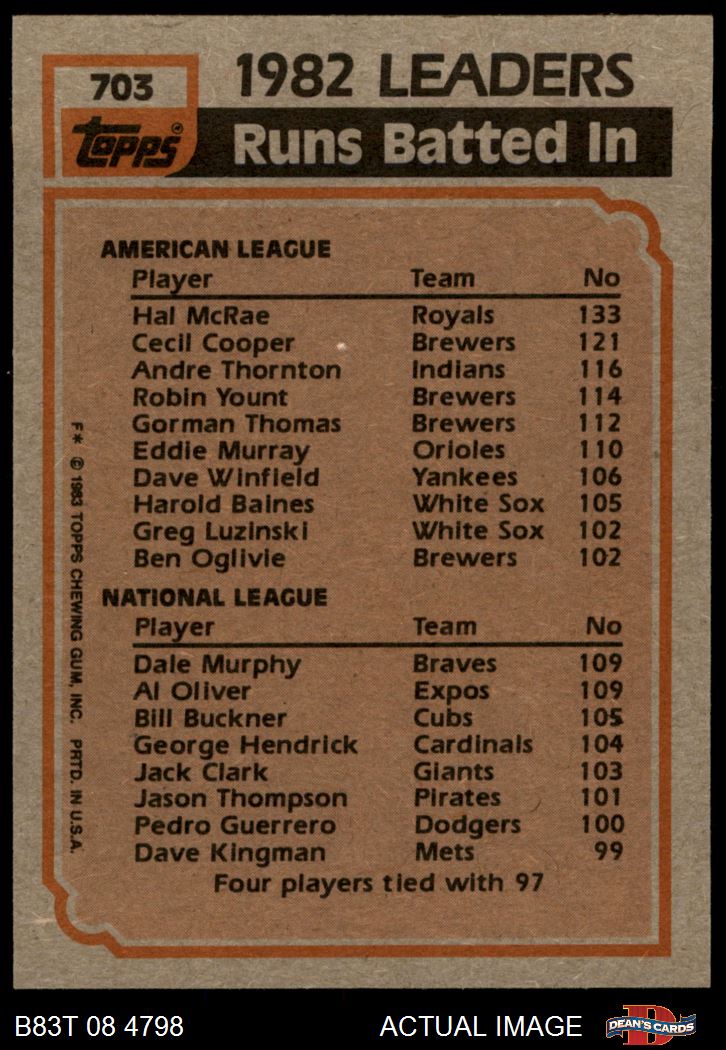 703
1982 LEADERS
Topps®
Runs Batted In
AMERICAN LEAGUE
Player Team No
Hal McRae Royals 133
Cecil Cooper Brewers 121
Andre Thornton Indians 116
Robin Yount Brewers 114
Gorman Thomas Brewers 112
Eddie Murray Orioles 110
Dave Winfield Yankees 106
Harold Baines White Sox 105
Greg Luzinski White Sox 102
Ben Oglivie Brewers 102
NATIONAL LEAGUE
Player Team No
Dale Murphy Braves 109
Al Oliver Expos 109
Bill Buckner Cubs 105
George Hendrick Cardinals 104
Jack Clark Giants 103
Jason Thompson Pirates 101
Pedro Guerrero Dodgers 100
Dave Kingman Mets 99
Four players tied with 97
F* © 1983 TOPPS CHEWING GUM, INC. PRTD. IN U.S.A.
B83T 08 4798 ACTUAL IMAGE
D
DEAN'S CARDS